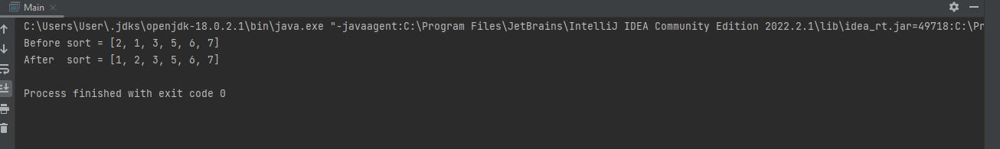 Main
C:\Users\User\.jdks\openjdk-18.0.2.1\bin\java.exe "-javaagent:C:\Program Files\JetBrains\IntelliJ IDEA Community Edition 2022.2.1\lib\idea_rt.jar=49718:C:\Pr
Before sort = [2, 1, 3, 5, 6, 7]
After  sort = [1, 2, 3, 5, 6, 7]
Process finished with exit code 0